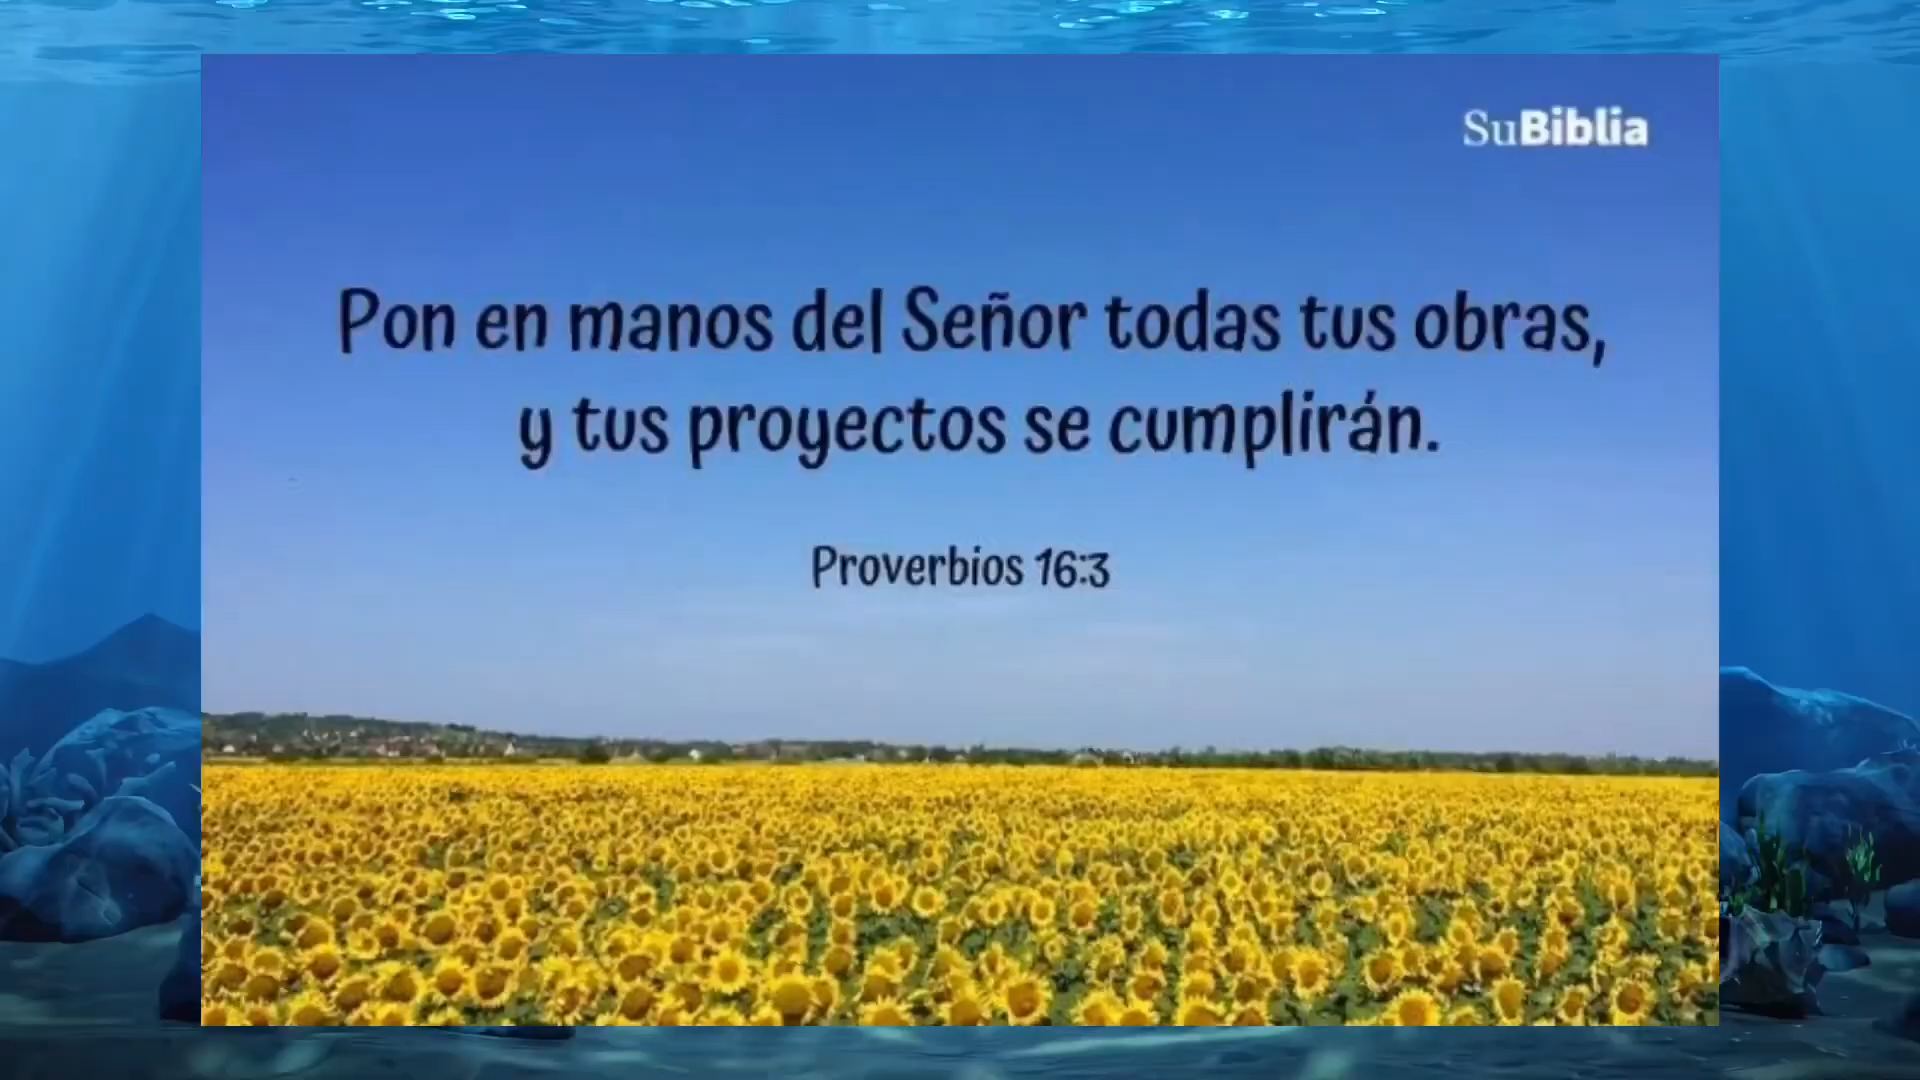 SuBiblia
Pon en manos del Señor todas tus obras,
y tus proyectos se cumplirán.
Proverbios 16:3